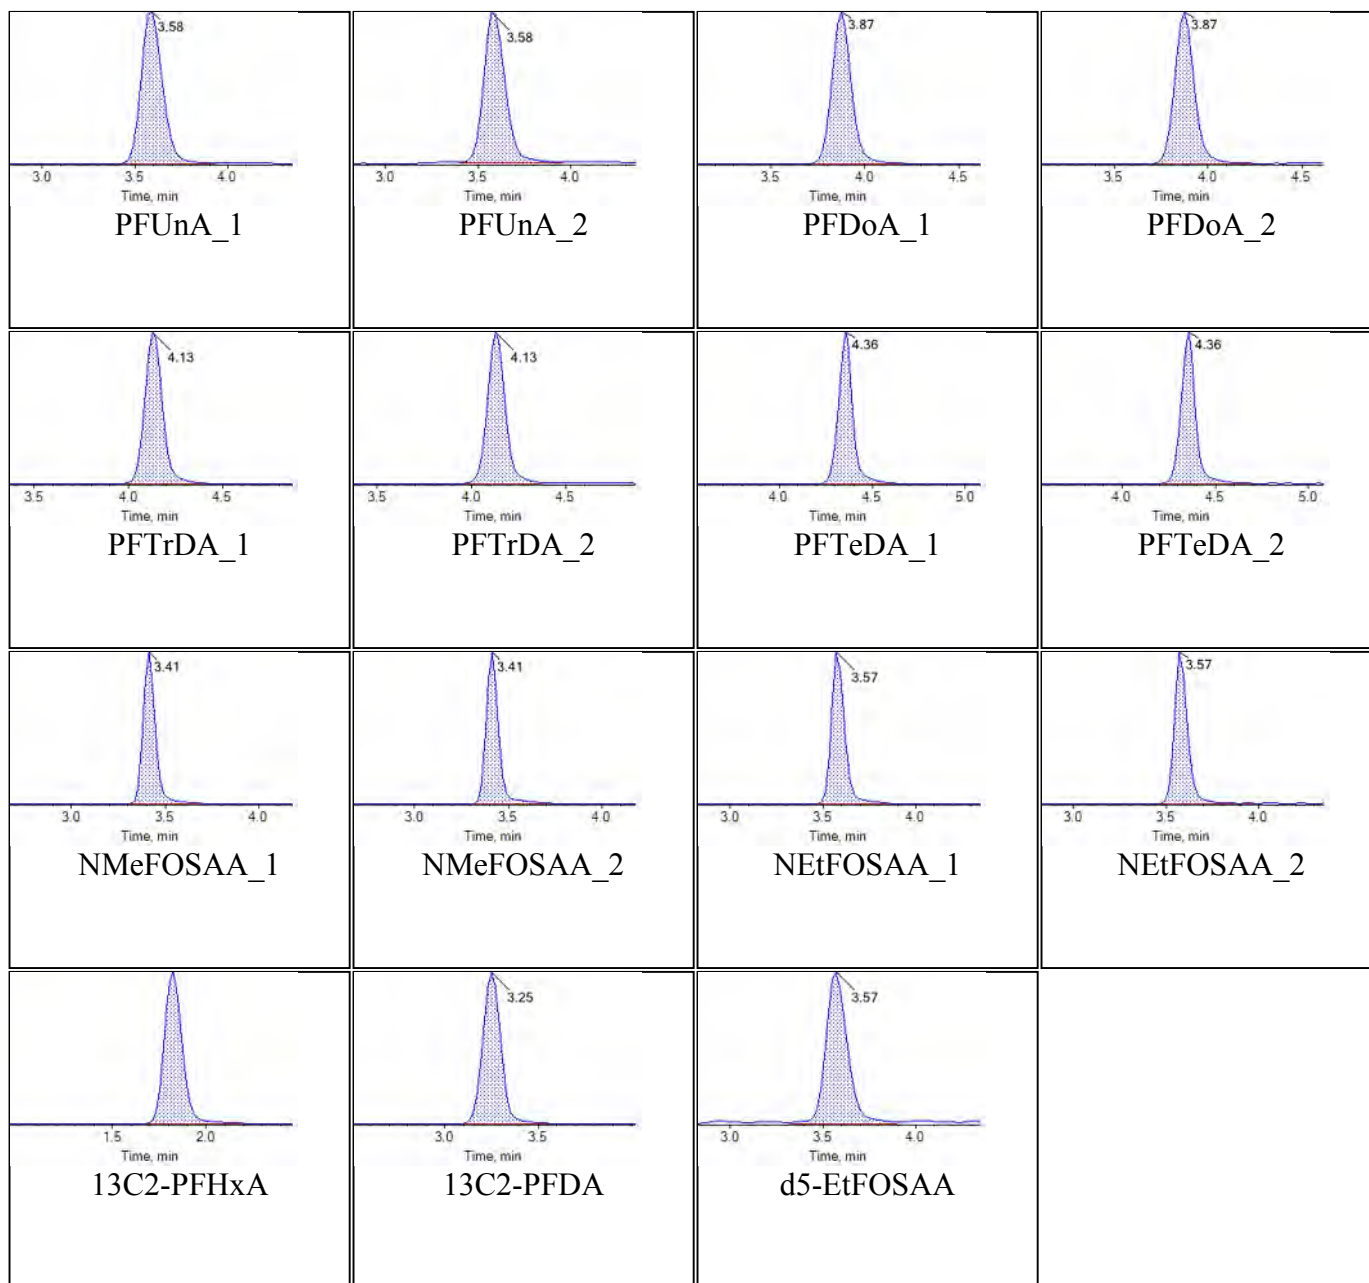 3.58 3.58 3.87 3.87
3.0 3.5 4.0 3.0 3.5 4.0 3.5 4.0 4.5 3.5 4.0 4.5
Time, min Time, min Time, min Time, min
PFUnA_1 PFUnA_2 PFDoA_1 PFDoA_2
4.13 4.13 4.36 4.36
3.5 4.0 4.5 3.5 4.0 4.5 4.0 4.5 5.0 4.0 4.5 5.0
Time, min Time, min Time, min Time, min
PFTrDA_1 PFTrDA_2 PFTeDA_1 PFTeDA_2
3.41 3.41 3.57 3.57
3.0 3.5 4.0 3.0 3.5 4.0 3.0 3.5 4.0 3.0 3.5 4.0
Time, min Time, min Time, min Time, min
NMeFOSAA_1 NMeFOSAA_2 NEtFOSAA_1 NEtFOSAA_2
3.25 3.57
1.5 2.0 3.0 3.5 3.0 3.5 4.0
Time, min Time, min Time, min
13C2-PFHxA 13C2-PFDA d5-EtFOSAA